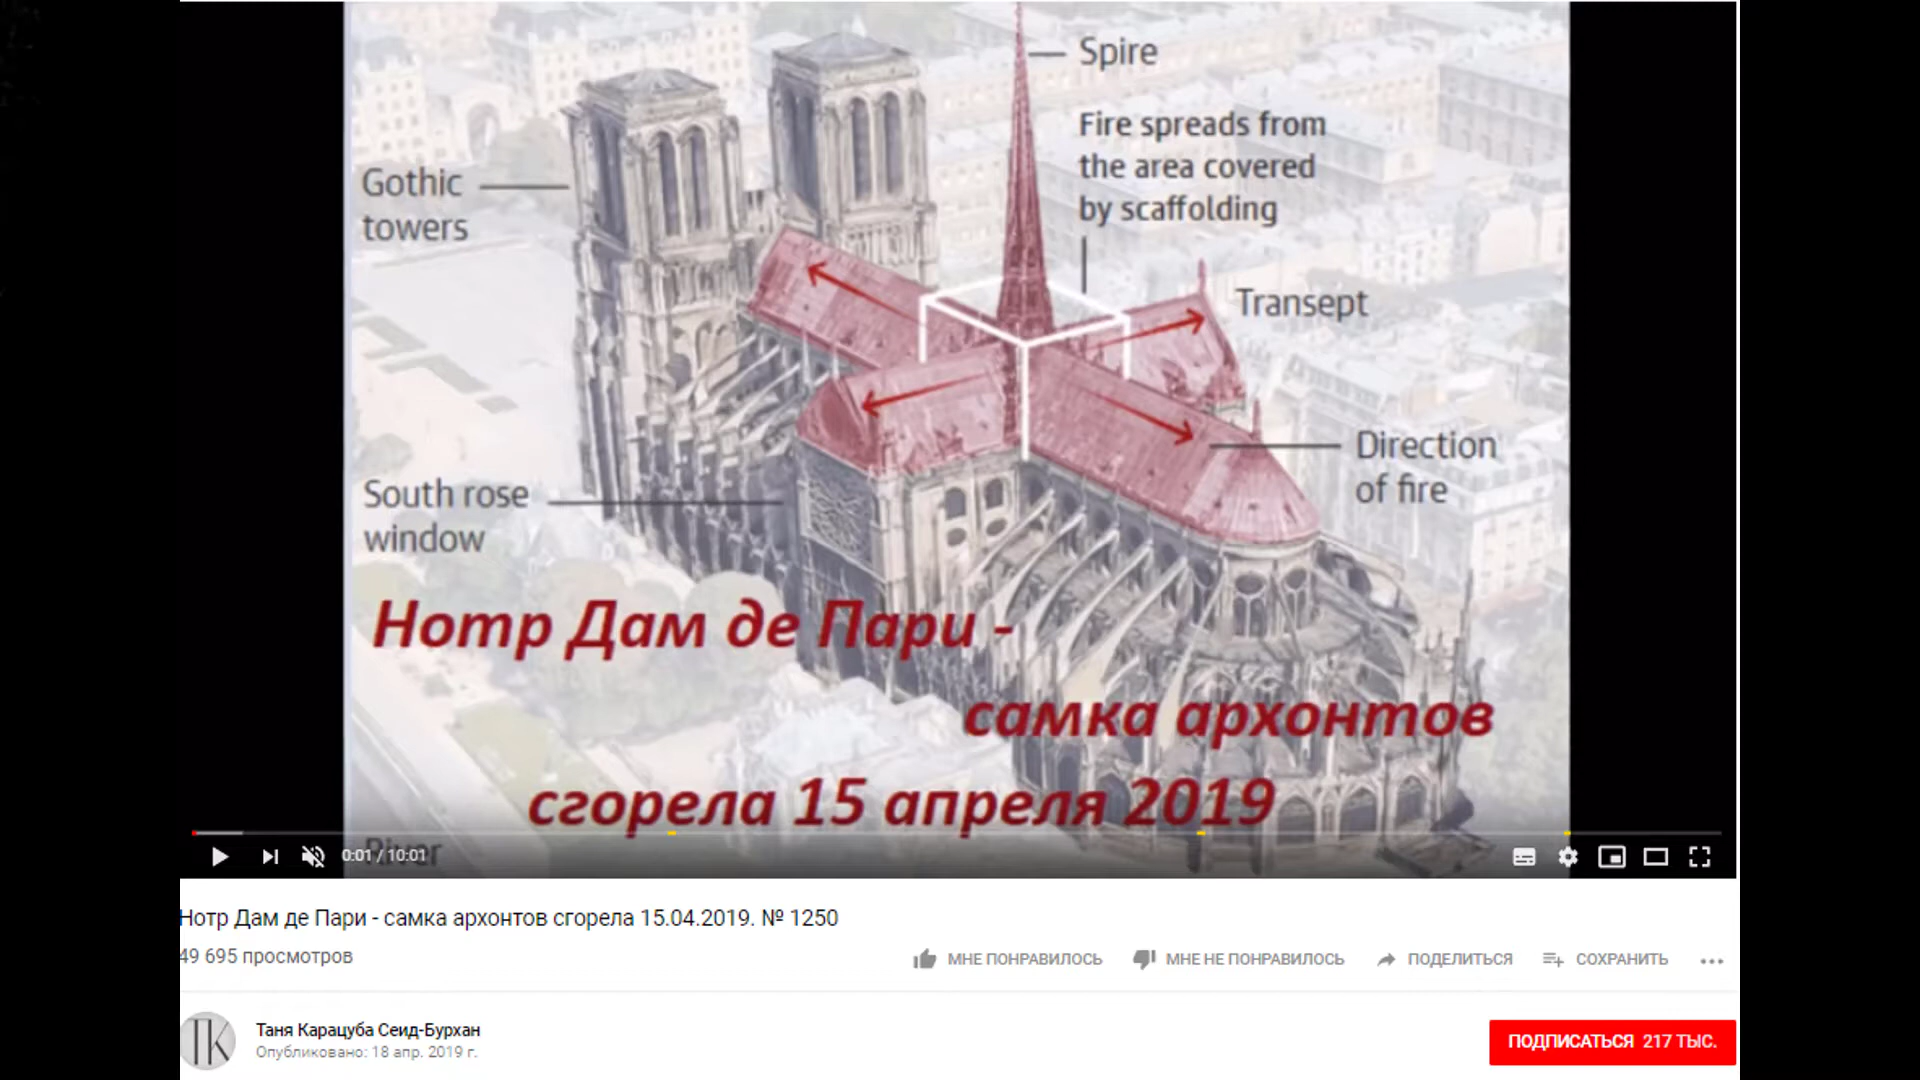 Spire
Fire spreads from
the area covered
by scaffolding
Gothic
towers
Transept
Direction
of fire
South rose
window
Нотр Дам де Пари -
самка архонтов
сгорела 15 апреля 2019
River
0:01 / 10:01
Нотр Дам де Пари - самка архонтов сгорела 15.04.2019. № 1250
49 695 просмотров
МНЕ ПОНРАВИЛОСЬ МНЕ НЕ ПОНРАВИЛОСЬ ПОДЕЛИТЬСЯ СОХРАНИТЬ
ТК
Таня Карацуба Сеид-Бурхан
Опубликовано: 18 апр. 2019 г.
ПОДПИСАТЬСЯ 217 ТЫС.